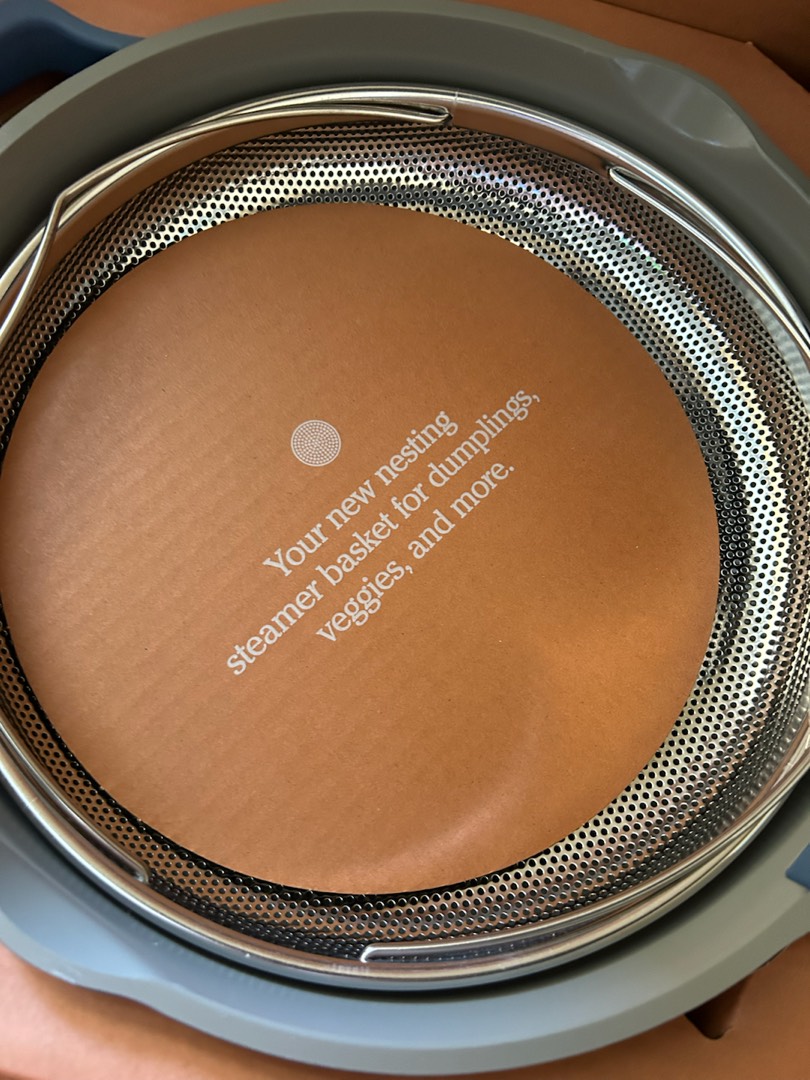 Your new nesting
steamer basket for dumplings,
veggies, and more.